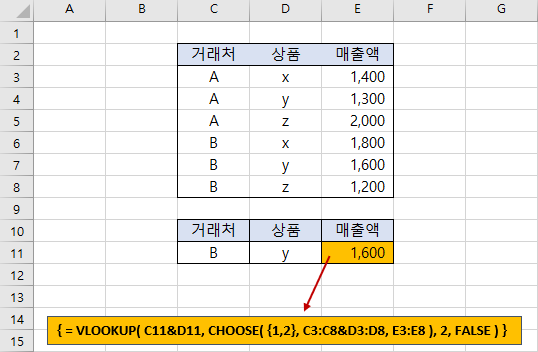 A B C D E F G
1
2 거래처 상품 매출액
3 A x 1,400
4 A y 1,300
5 A z 2,000
6 B x 1,800
7 B y 1,600
8 B z 1,200
9
10 거래처 상품 매출액
11 B y 1,600
12
13
14 { = VLOOKUP( C11&D11, CHOOSE( {1,2}, C3:C8&D3:D8, E3:E8 ), 2, FALSE ) }
15